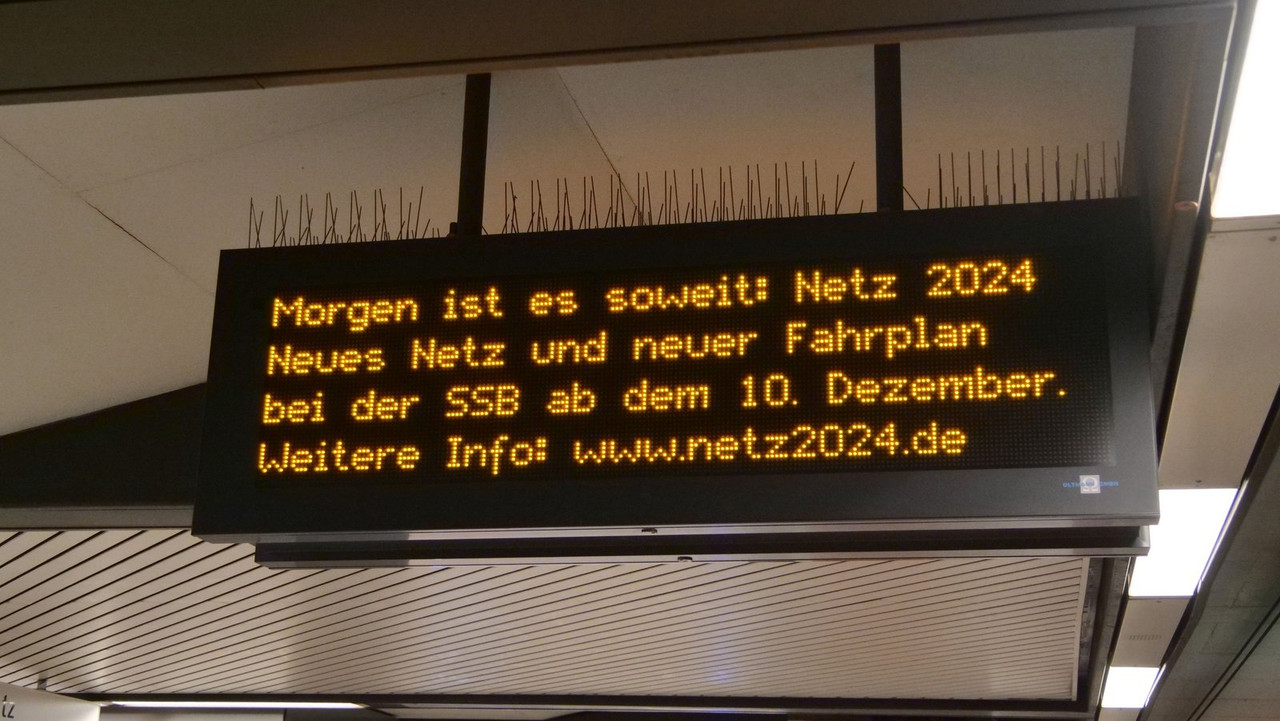 Morgen ist es soweit: Netz 2024
Neues Netz und neuer Fahrplan
bei der SSB ab dem 10. Dezember.
Weitere Info: www.netz2024.de
tz